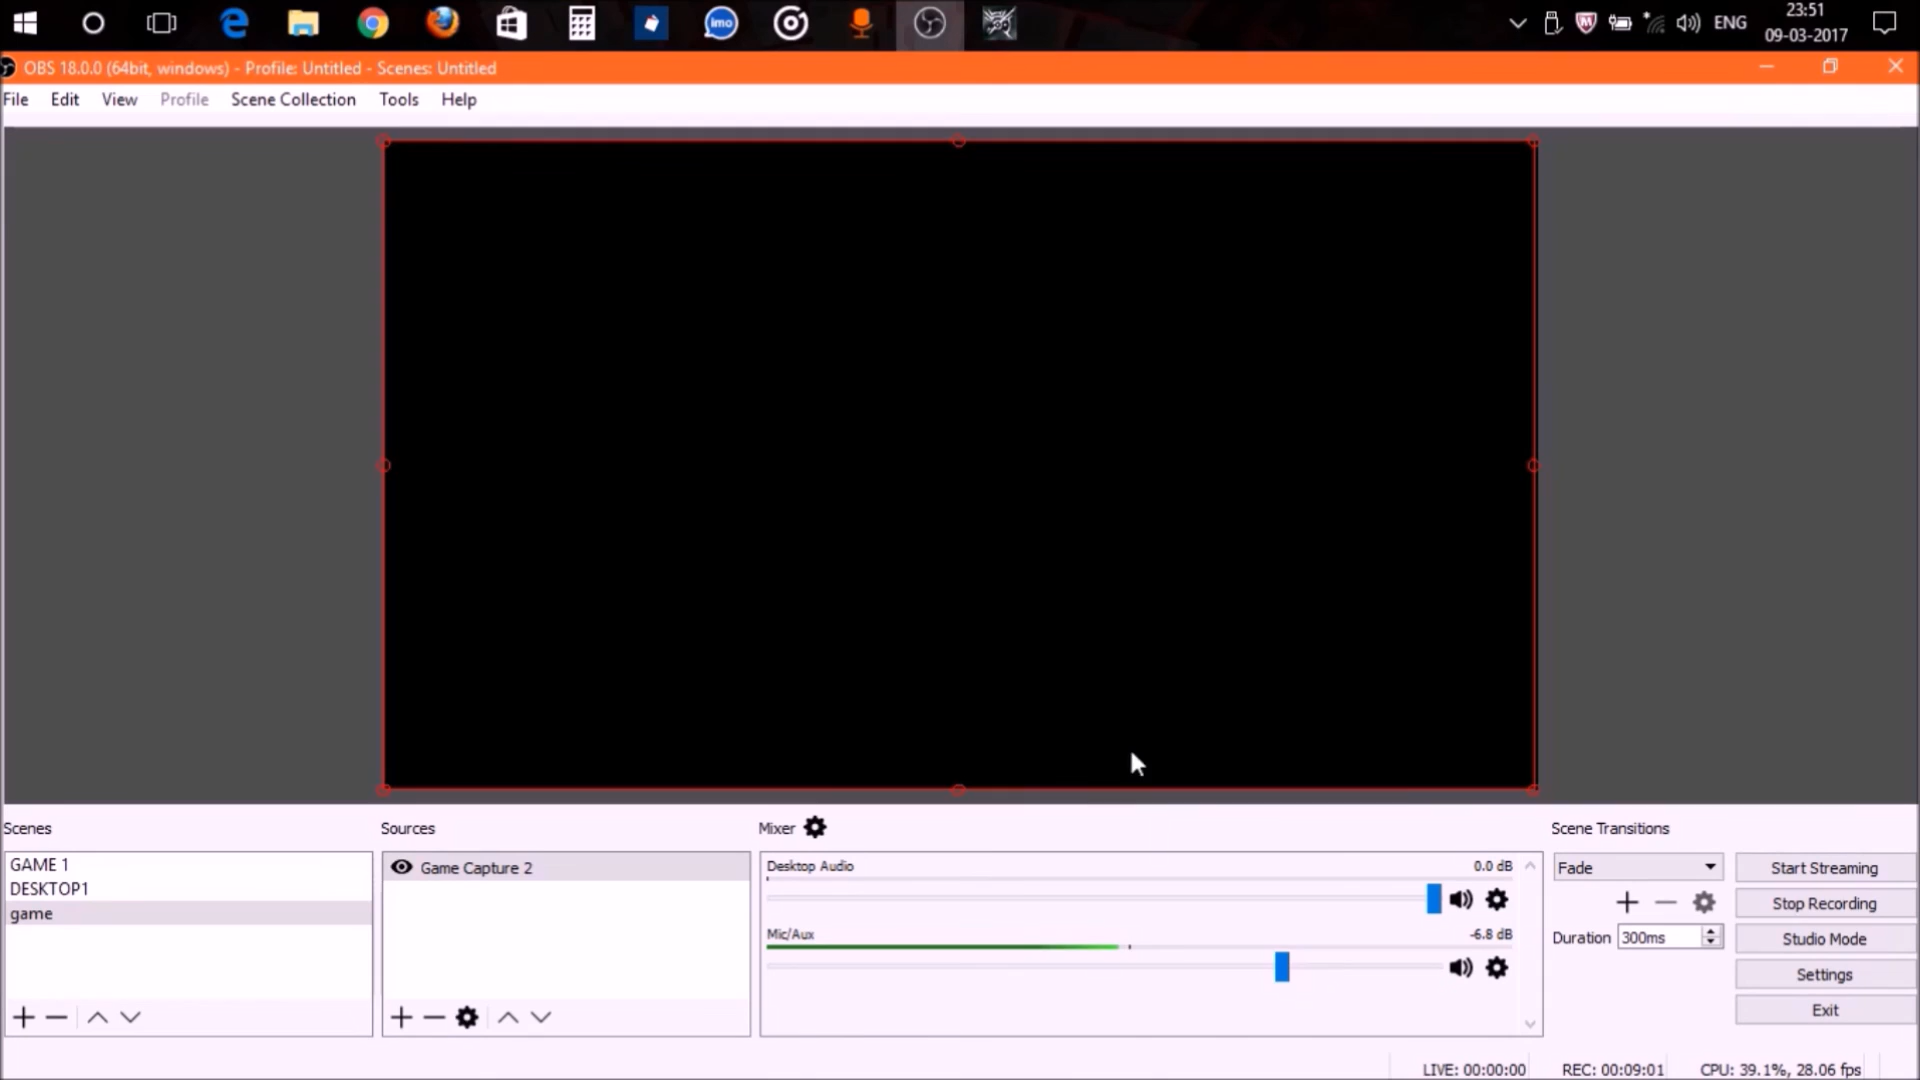 imo
ENG
23:51
09-03-2017
OBS 18.0.0 (64bit, windows) - Profile: Untitled - Scenes: Untitled
File Edit View Profile Scene Collection Tools Help
Scenes
GAME 1
DESKTOP1
game
Sources
Game Capture 2
Mixer
Desktop Audio 0.0 dB
Mic/Aux -6.8 dB
Scene Transitions
Fade
Duration 300ms
Start Streaming
Stop Recording
Studio Mode
Settings
Exit
LIVE: 00:00:00 REC: 00:09:01 CPU: 39.1%, 28.06 fps